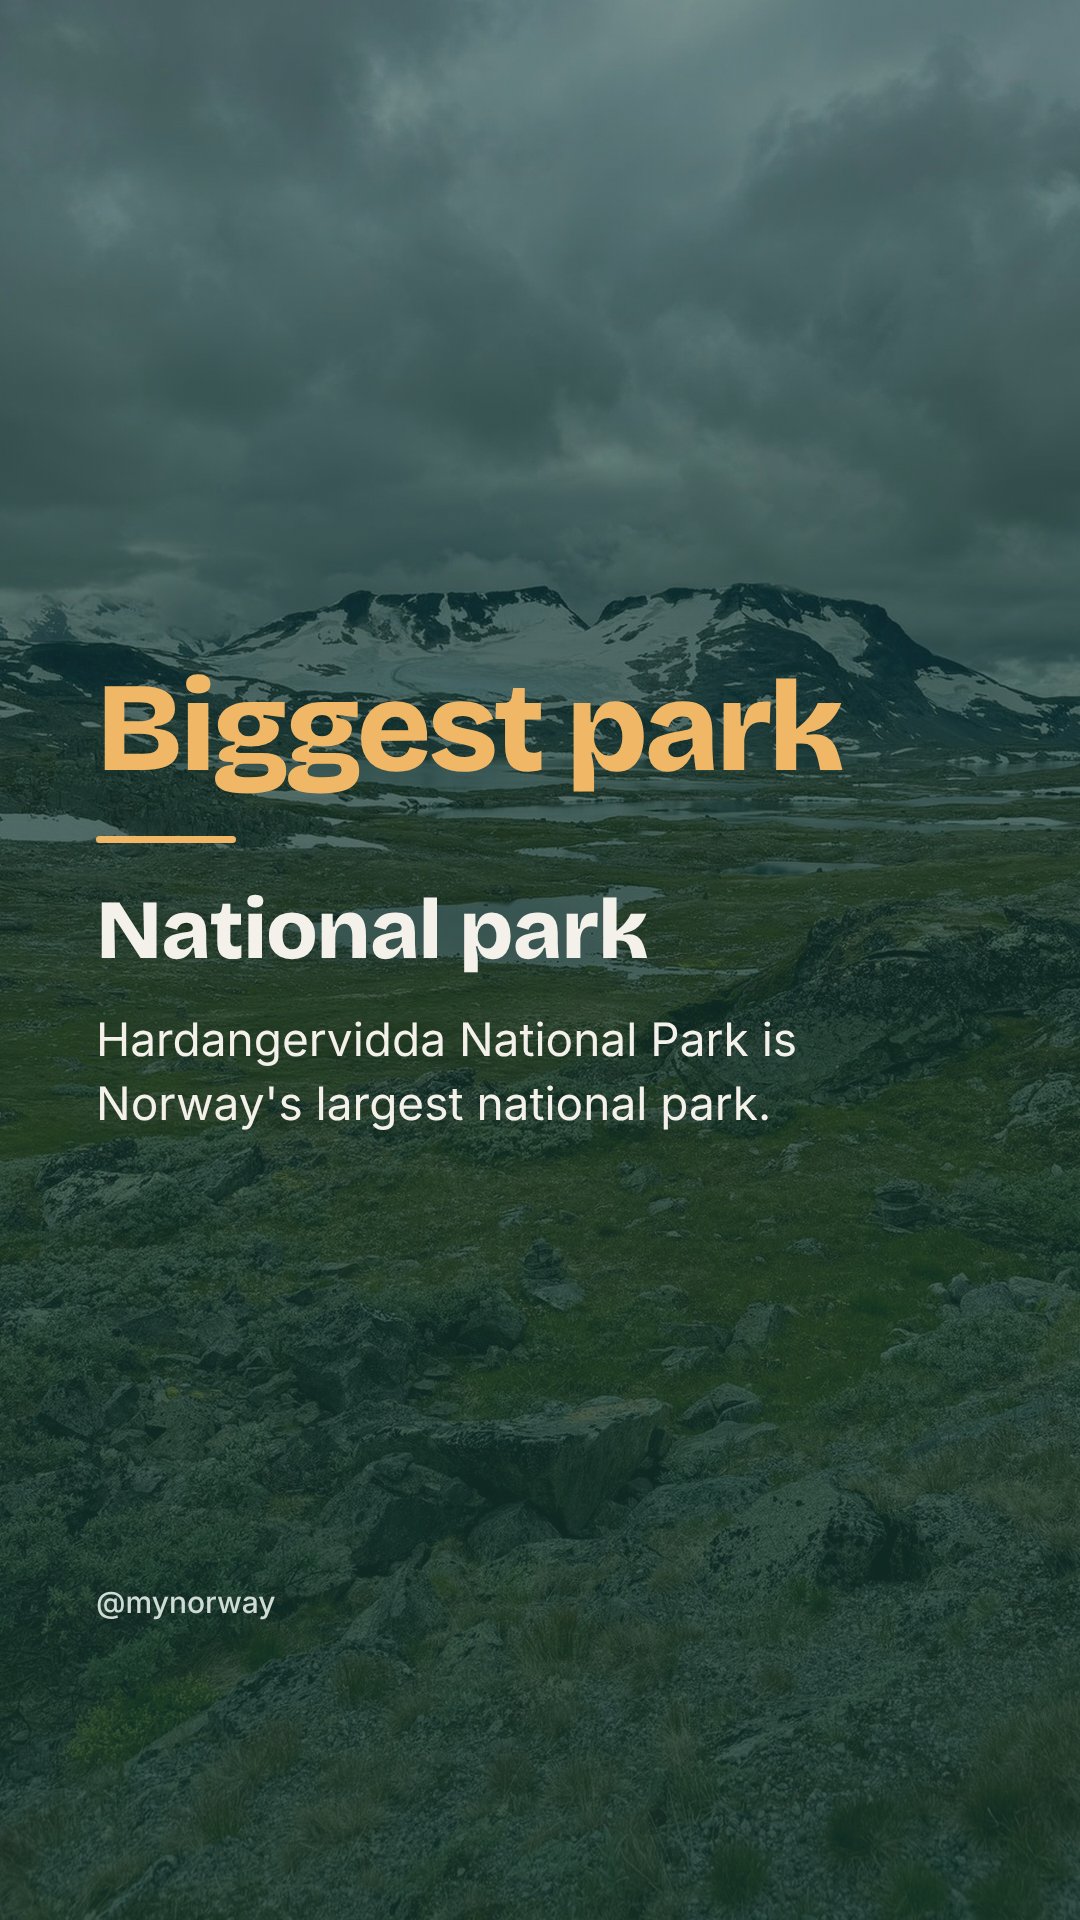 Biggest park
National park
Hardangervidda National Park is
Norway's largest national park.
@mynorway